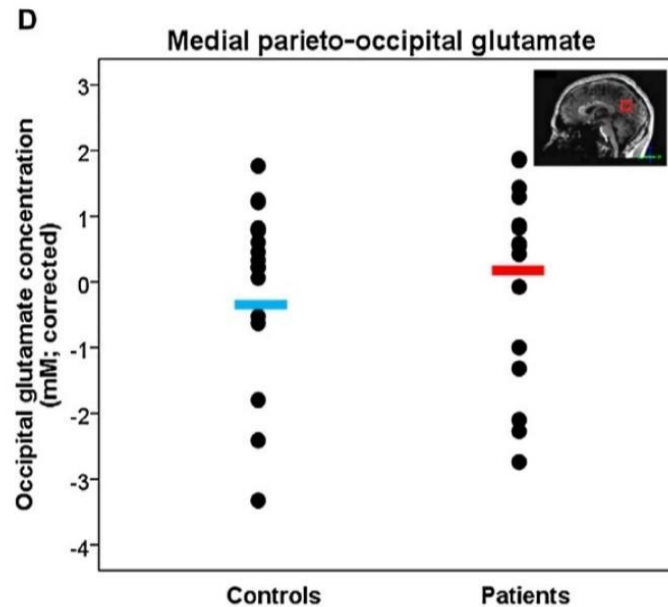 D
Medial parieto-occipital glutamate
Occipital glutamate concentration
(mM; corrected)
3
2
1
0
-1
-2
-3
-4
Controls
Patients